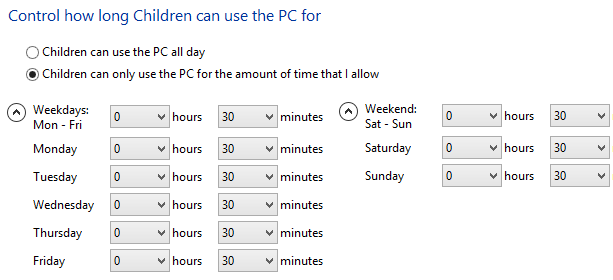 Control how long Children can use the PC for
Children can use the PC all day
Children can only use the PC for the amount of time that I allow
Weekdays:
Mon - Fri
0 hours 30 minutes
Monday 0 hours 30 minutes
Tuesday 0 hours 30 minutes
Wednesday 0 hours 30 minutes
Thursday 0 hours 30 minutes
Friday 0 hours 30 minutes
Weekend:
Sat - Sun
0 hours 30
Saturday 0 hours 30
Sunday 0 hours 30